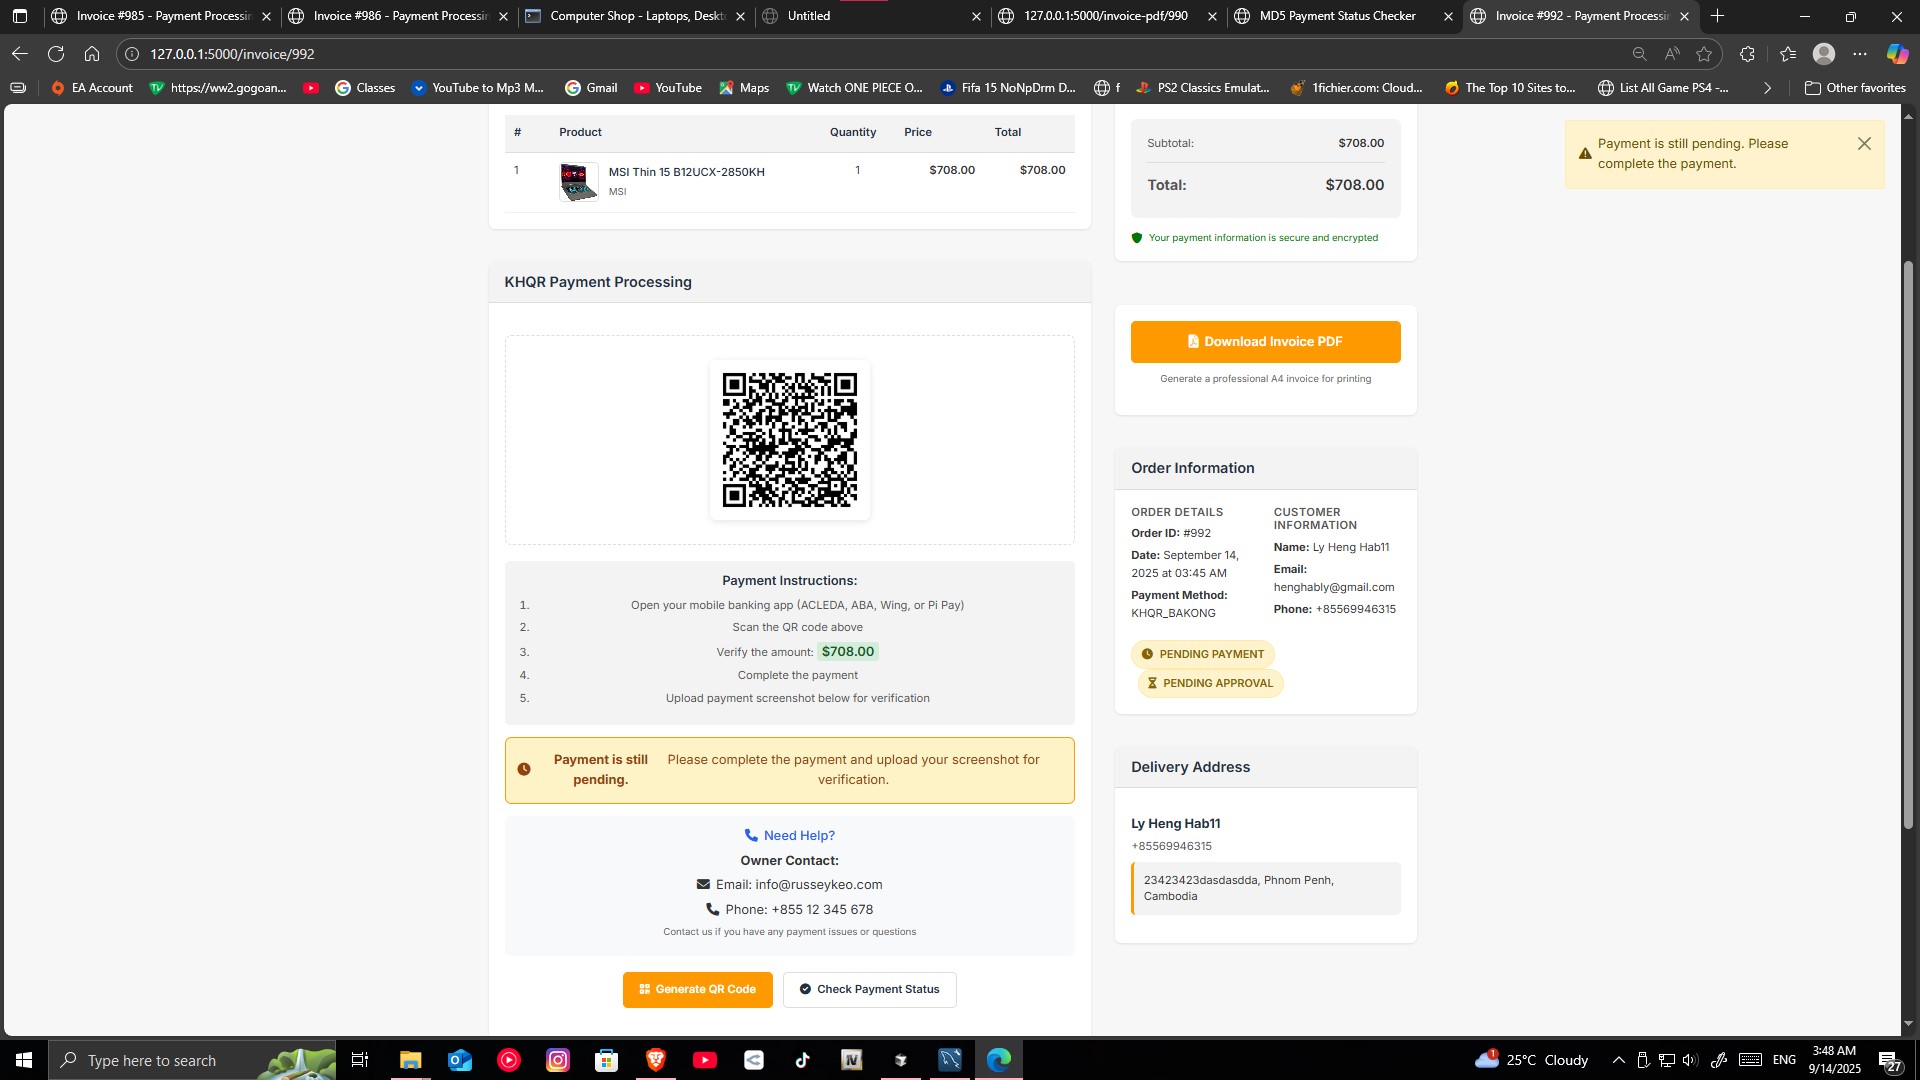 Invoice #985 - Payment Processin
Invoice #986 - Payment Processin
Computer Shop - Laptops, Deskt
Untitled
127.0.0.1:5000/invoice-pdf/990
MD5 Payment Status Checker
Invoice #992 - Payment Processin
127.0.0.1:5000/invoice/992
EA Account
https://ww2.gogoan...
Classes
YouTube to Mp3 M...
Gmail
YouTube
Maps
Watch ONE PIECE O...
Fifa 15 NoNpDrm D...
f
PS2 Classics Emulat...
1fichier.com: Cloud...
The Top 10 Sites to...
List All Game PS4 -...
Other favorites
# Product Quantity Price Total
1 MSI Thin 15 B12UCX-2850KH 1 $708.00 $708.00
MSI
KHQR Payment Processing
Payment Instructions:
1. Open your mobile banking app (ACLEDA, ABA, Wing, or Pi Pay)
2. Scan the QR code above
3. Verify the amount: $708.00
4. Complete the payment
5. Upload payment screenshot below for verification
Payment is still
pending.
Please complete the payment and upload your screenshot for
verification.
Need Help?
Owner Contact:
Email: info@russeykeo.com
Phone: +855 12 345 678
Contact us if you have any payment issues or questions
Generate QR Code
Check Payment Status
Subtotal: $708.00
Total: $708.00
Your payment information is secure and encrypted
Download Invoice PDF
Generate a professional A4 invoice for printing
Order Information
ORDER DETAILS
Order ID: #992
Date: September 14,
2025 at 03:45 AM
Payment Method:
KHQR_BAKONG
CUSTOMER
INFORMATION
Name: Ly Heng Hab11
Email:
henghably@gmail.com
Phone: +85569946315
PENDING PAYMENT
PENDING APPROVAL
Delivery Address
Ly Heng Hab11
+85569946315
23423423dasdasdda, Phnom Penh,
Cambodia
Payment is still pending. Please
complete the payment.
Type here to search
1
25°C Cloudy
ENG
3:48 AM
9/14/2025
27